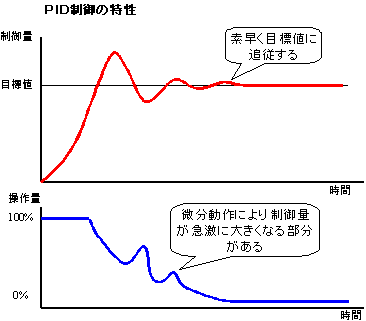 PID制御の特性
制御量
素早く目標値に
追従する
目標値
時間
操作量
100%
微分動作により制御量
が急激に大きくなる部分
がある
0%
時間